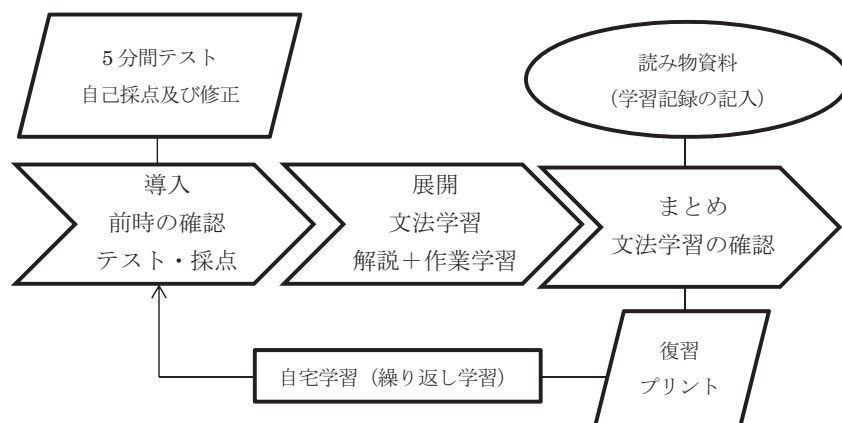 5分間テスト
自己採点及び修正
読み物資料
(学習記録の記入)
導入
前時の確認
テスト・採点
展開
文法学習
解説+作業学習
まとめ
文法学習の確認
自宅学習(繰り返し学習)
復習
プリント